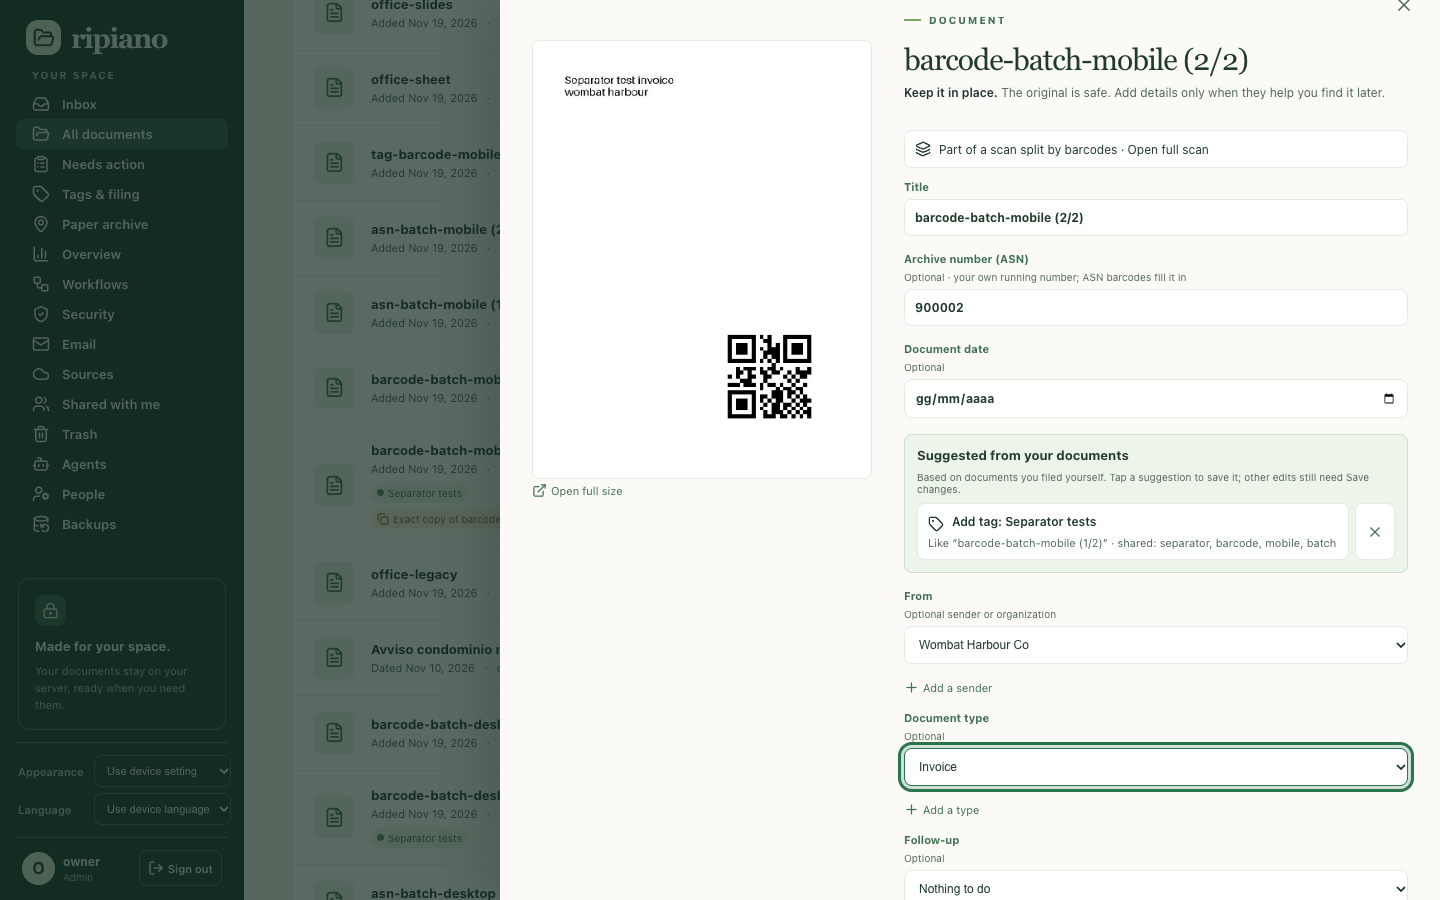 ripiano
YOUR SPACE
Inbox
All documents
Needs action
Tags & filing
Paper archive
Overview
Workflows
Security
Email
Sources
Shared with me
Trash
Agents
People
Backups
Made for your space.
Your documents stay on your
server, ready when you need
them.
Appearance
Use device setting
Language
Use device language
O
owner
Admin
Sign out
office-slides
Added Nov 19, 2026 ·
office-sheet
Added Nov 19, 2026 ·
tag-barcode-mobile
Added Nov 19, 2026 ·
asn-batch-mobile (2
Added Nov 19, 2026 ·
asn-batch-mobile (1
Added Nov 19, 2026 ·
barcode-batch-mob
Added Nov 19, 2026 ·
barcode-batch-mob
Added Nov 19, 2026 ·
Separator tests
Exact copy of barcode
office-legacy
Added Nov 19, 2026 ·
Avviso condominio
Dated Nov 10, 2026 ·
barcode-batch-desk
Added Nov 19, 2026 ·
barcode-batch-desk
Added Nov 19, 2026 ·
Separator tests
asn-batch-desktop
Separator test invoice
wombat harbour
Open full size
DOCUMENT
barcode-batch-mobile (2/2)
Keep it in place. The original is safe. Add details only when they help you find it later.
Part of a scan split by barcodes · Open full scan
Title
barcode-batch-mobile (2/2)
Archive number (ASN)
Optional · your own running number; ASN barcodes fill it in
900002
Document date
Optional
gg/mm/aaaa
Suggested from your documents
Based on documents you filed yourself. Tap a suggestion to save it; other edits still need Save
changes.
Add tag: Separator tests
Like “barcode-batch-mobile (1/2)” · shared: separator, barcode, mobile, batch
From
Optional sender or organization
Wombat Harbour Co
Add a sender
Document type
Optional
Invoice
Add a type
Follow-up
Optional
Nothing to do